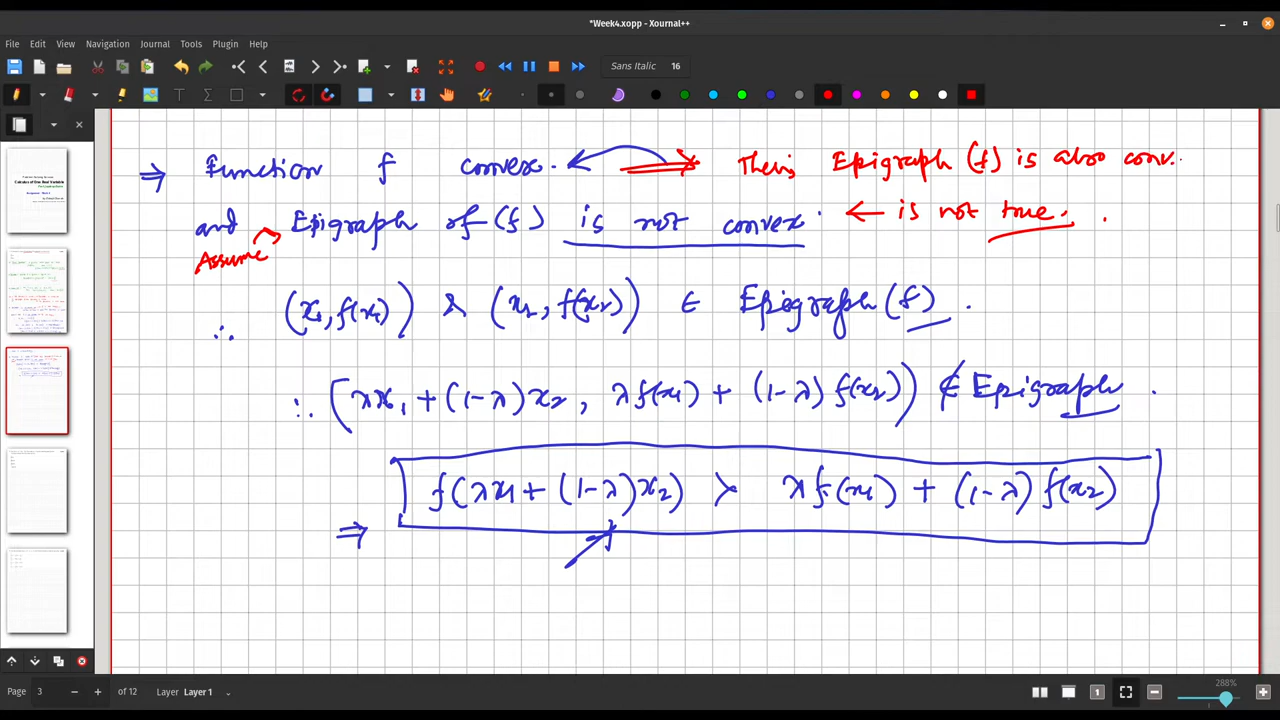 *Week4.xopp - Xournal++
File Edit View Navigation Journal Tools Plugin Help
Sans Italic 16
⇒ Function f convex. ⇒ Then Epigraph (f) is also conv.
and Epigraph of (f) is not convex. ← is not true.
Assume
∴ (x₁, f(x₁)) & (x₂, f(x₂)) ∈ Epigraph (f).
∴ (λx₁ + (1-λ)x₂, λf(x₁) + (1-λ) f(x₂)) ∉ Epigraph.
⇒ f(λx₁ + (1-λ)x₂) > λf(x₁) + (1-λ) f(x₂)
Page 3 of 12 Layer Layer 1 288%